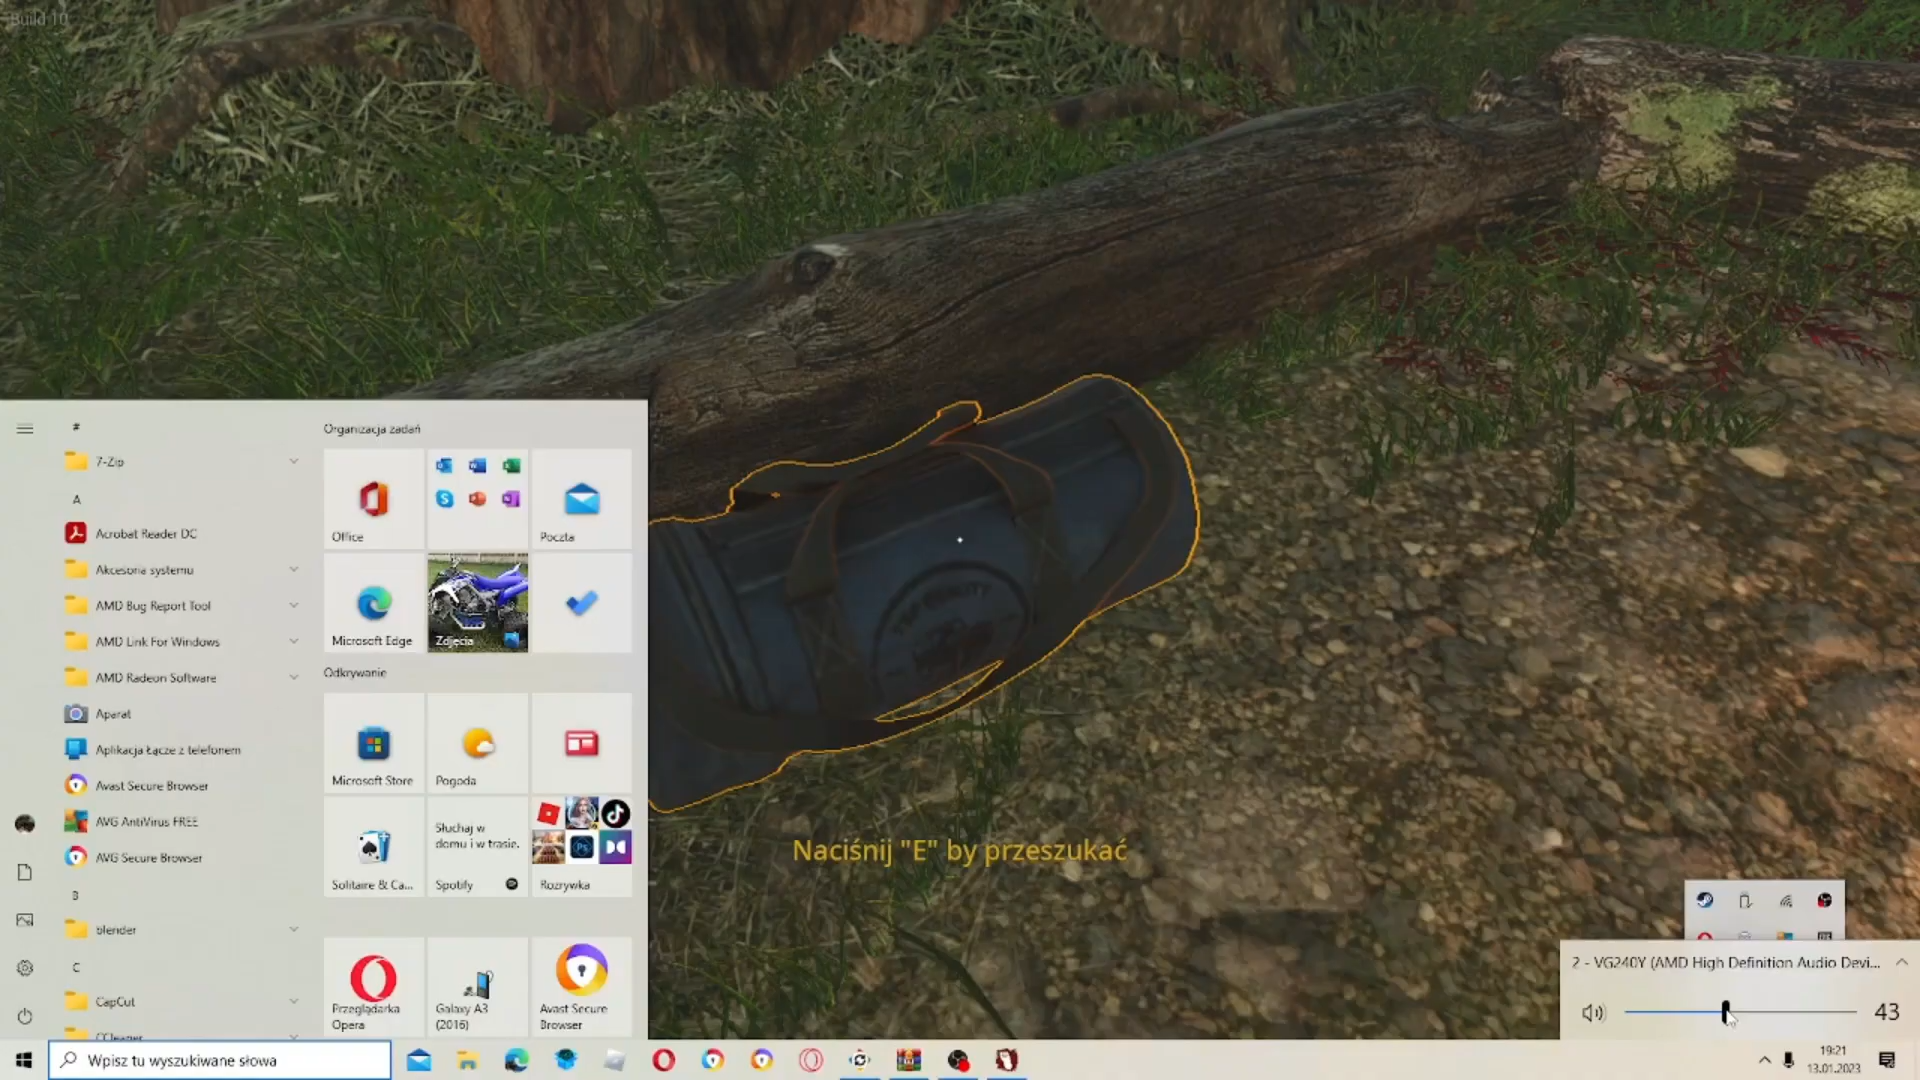 Build 10
#
7-Zip
A
Acrobat Reader DC
Akcesoria systemu
AMD Bug Report Tool
AMD Link For Windows
AMD Radeon Software
Aparat
Aplikacja Łącze z telefonem
Avast Secure Browser
AVG AntiVirus FREE
AVG Secure Browser
B
blender
C
CapCut
CCleaner
Organizacja zadań
Office
Poczta
Microsoft Edge
Zdjęcia
Odkrywanie
Microsoft Store
Pogoda
Solitaire & Ca...
Słuchaj w
domu i w trasie.
Spotify
Rozrywka
Przeglądarka
Opera
Galaxy A3
(2016)
Avast Secure
Browser
Naciśnij "E" by przeszukać
2 - VG240Y (AMD High Definition Audio Devi...
43
Wpisz tu wyszukiwane słowa
19:21
13.01.2023